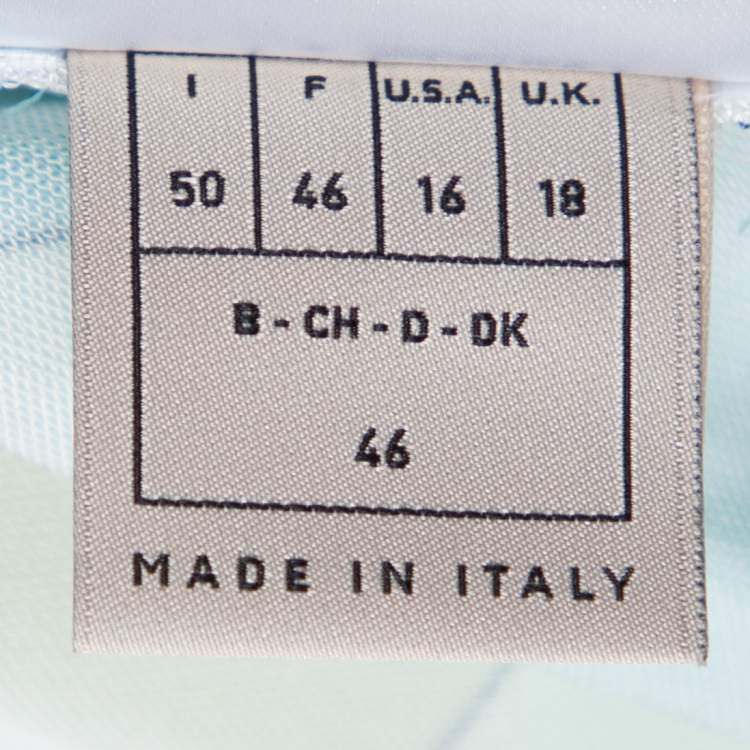 I F U.S.A. U.K.
50 46 16 18
B - CH - D - DK
46
MADE IN ITALY